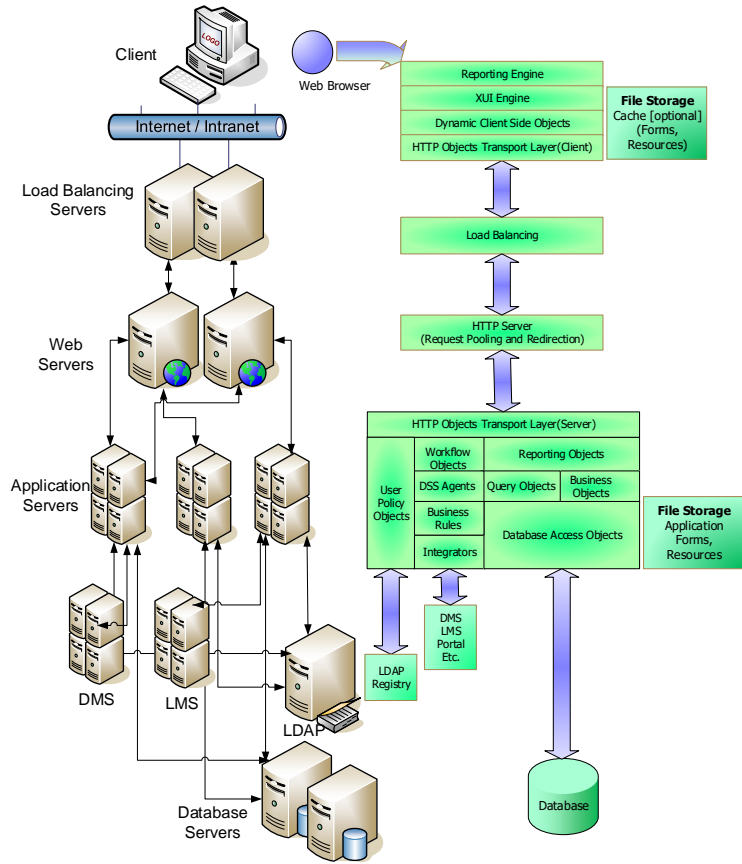 Client
LOGO
Web Browser
Internet / Intranet
Load Balancing
Servers
Web
Servers
Application
Servers
DMS
LMS
LDAP
Database
Servers
Reporting Engine
XUI Engine
Dynamic Client Side Objects
HTTP Objects Transport Layer(Client)
File Storage
Cache [optional]
(Forms,
Resources)
Load Balancing
HTTP Server
(Request Pooling and Redirection)
HTTP Objects Transport Layer(Server)
User
Policy
Objects
Workflow
Objects
DSS Agents
Business
Rules
Integrators
Reporting Objects
Query Objects
Business
Objects
Database Access Objects
File Storage
Application
Forms,
Resources
LDAP
Registry
DMS
LMS
Portal
Etc.
Database